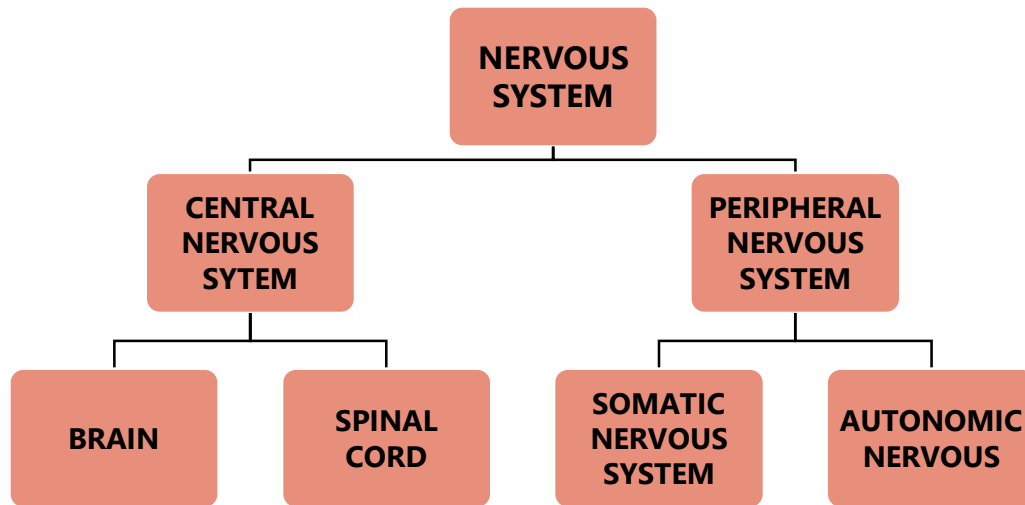 NERVOUS
SYSTEM
CENTRAL
NERVOUS
SYTEM
PERIPHERAL
NERVOUS
SYSTEM
BRAIN
SPINAL
CORD
SOMATIC
NERVOUS
SYSTEM
AUTONOMIC
NERVOUS